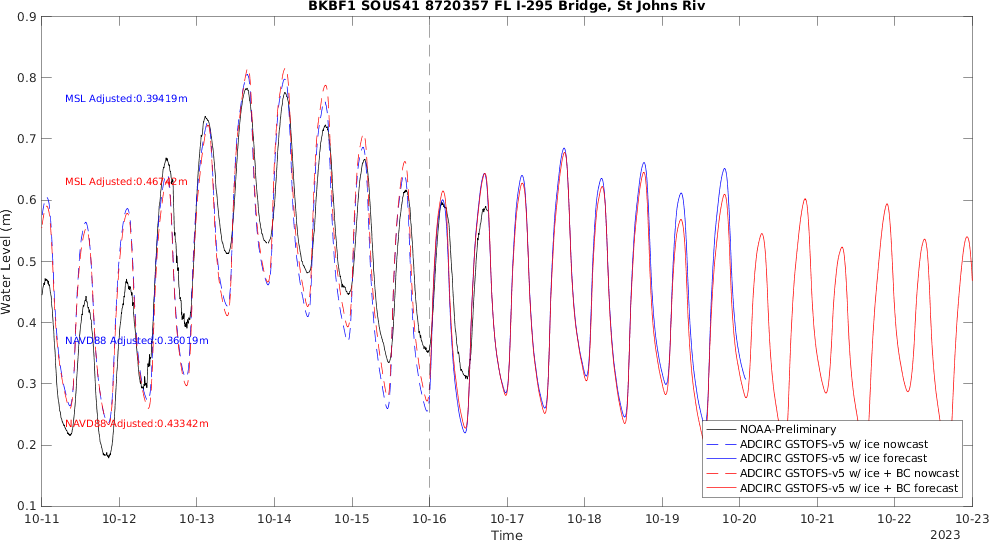 BKBF1 SOUS41 8720357 FL I-295 Bridge, St Johns Riv
0.9
0.8
0.7
0.6
0.5
0.4
0.3
0.2
0.1
Water Level (m)
MSL Adjusted:0.39419m
MSL Adjusted:0.46742m
NAVD88 Adjusted:0.36019m
NAVD88 Adjusted:0.43342m
NOAA-Preliminary
ADCIRC GSTOFS-v5 w/ ice nowcast
ADCIRC GSTOFS-v5 w/ ice forecast
ADCIRC GSTOFS-v5 w/ ice + BC nowcast
ADCIRC GSTOFS-v5 w/ ice + BC forecast
10-11 10-12 10-13 10-14 10-15 10-16 10-17 10-18 10-19 10-20 10-21 10-22 10-23
Time
2023